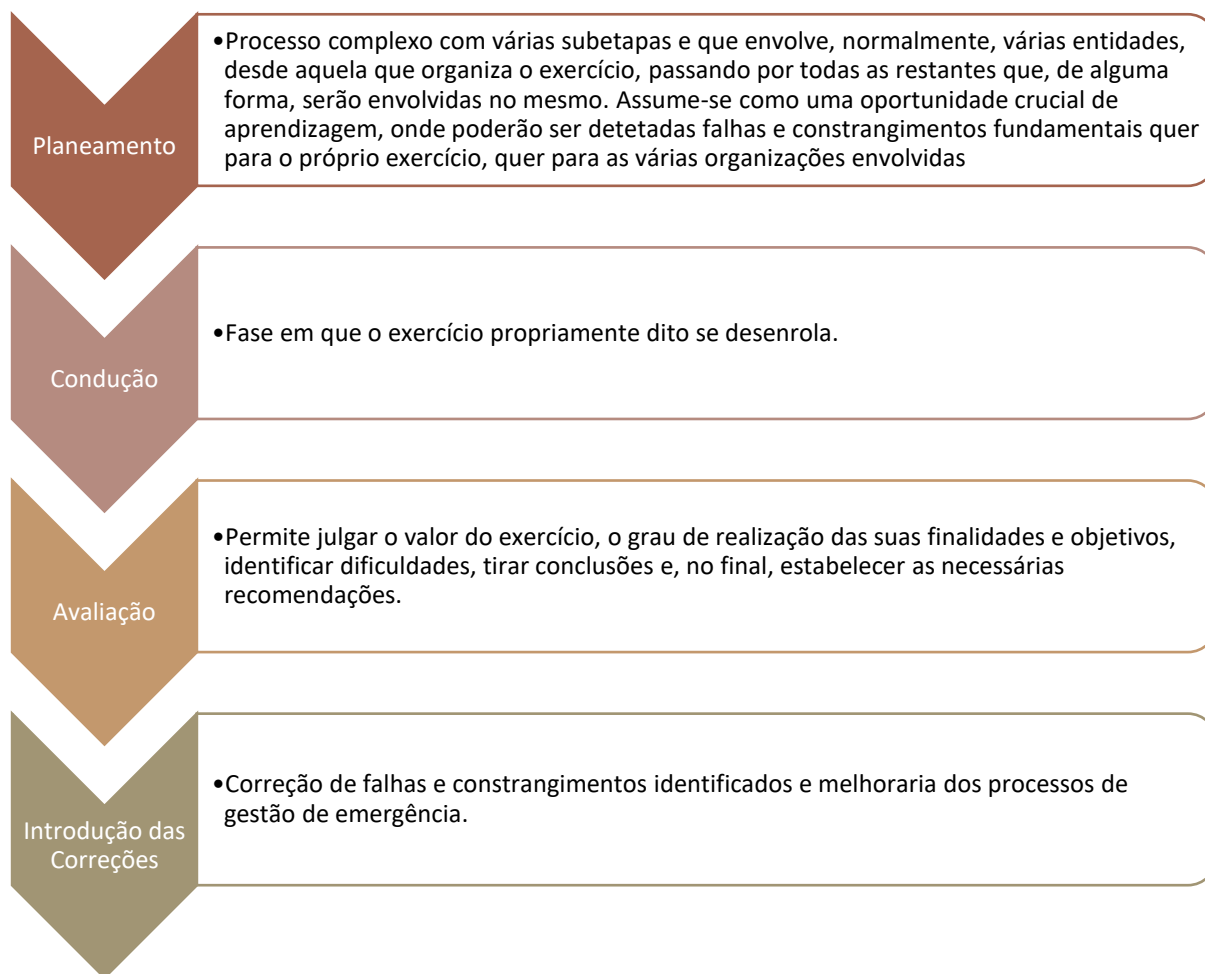 Planeamento
•Processo complexo com várias subetapas e que envolve, normalmente, várias entidades,
desde aquela que organiza o exercício, passando por todas as restantes que, de alguma
forma, serão envolvidas no mesmo. Assume-se como uma oportunidade crucial de
aprendizagem, onde poderão ser detetadas falhas e constrangimentos fundamentais quer
para o próprio exercício, quer para as várias organizações envolvidas
Condução
•Fase em que o exercício propriamente dito se desenrola.
Avaliação
•Permite julgar o valor do exercício, o grau de realização das suas finalidades e objetivos,
identificar dificuldades, tirar conclusões e, no final, estabelecer as necessárias
recomendações.
Introdução das
Correções
•Correção de falhas e constrangimentos identificados e melhoraria dos processos de
gestão de emergência.